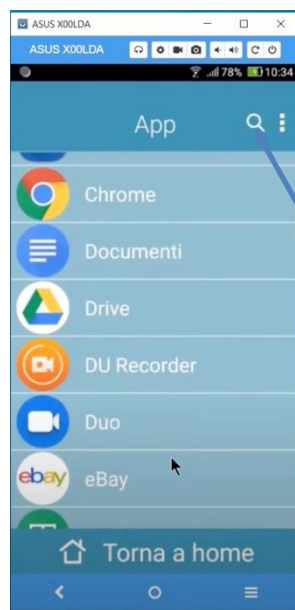 ASUS X00LDA
ASUS X00LDA
78% 10:34
App
Chrome
Documenti
Drive
DU Recorder
Duo
ebay eBay
Torna a home